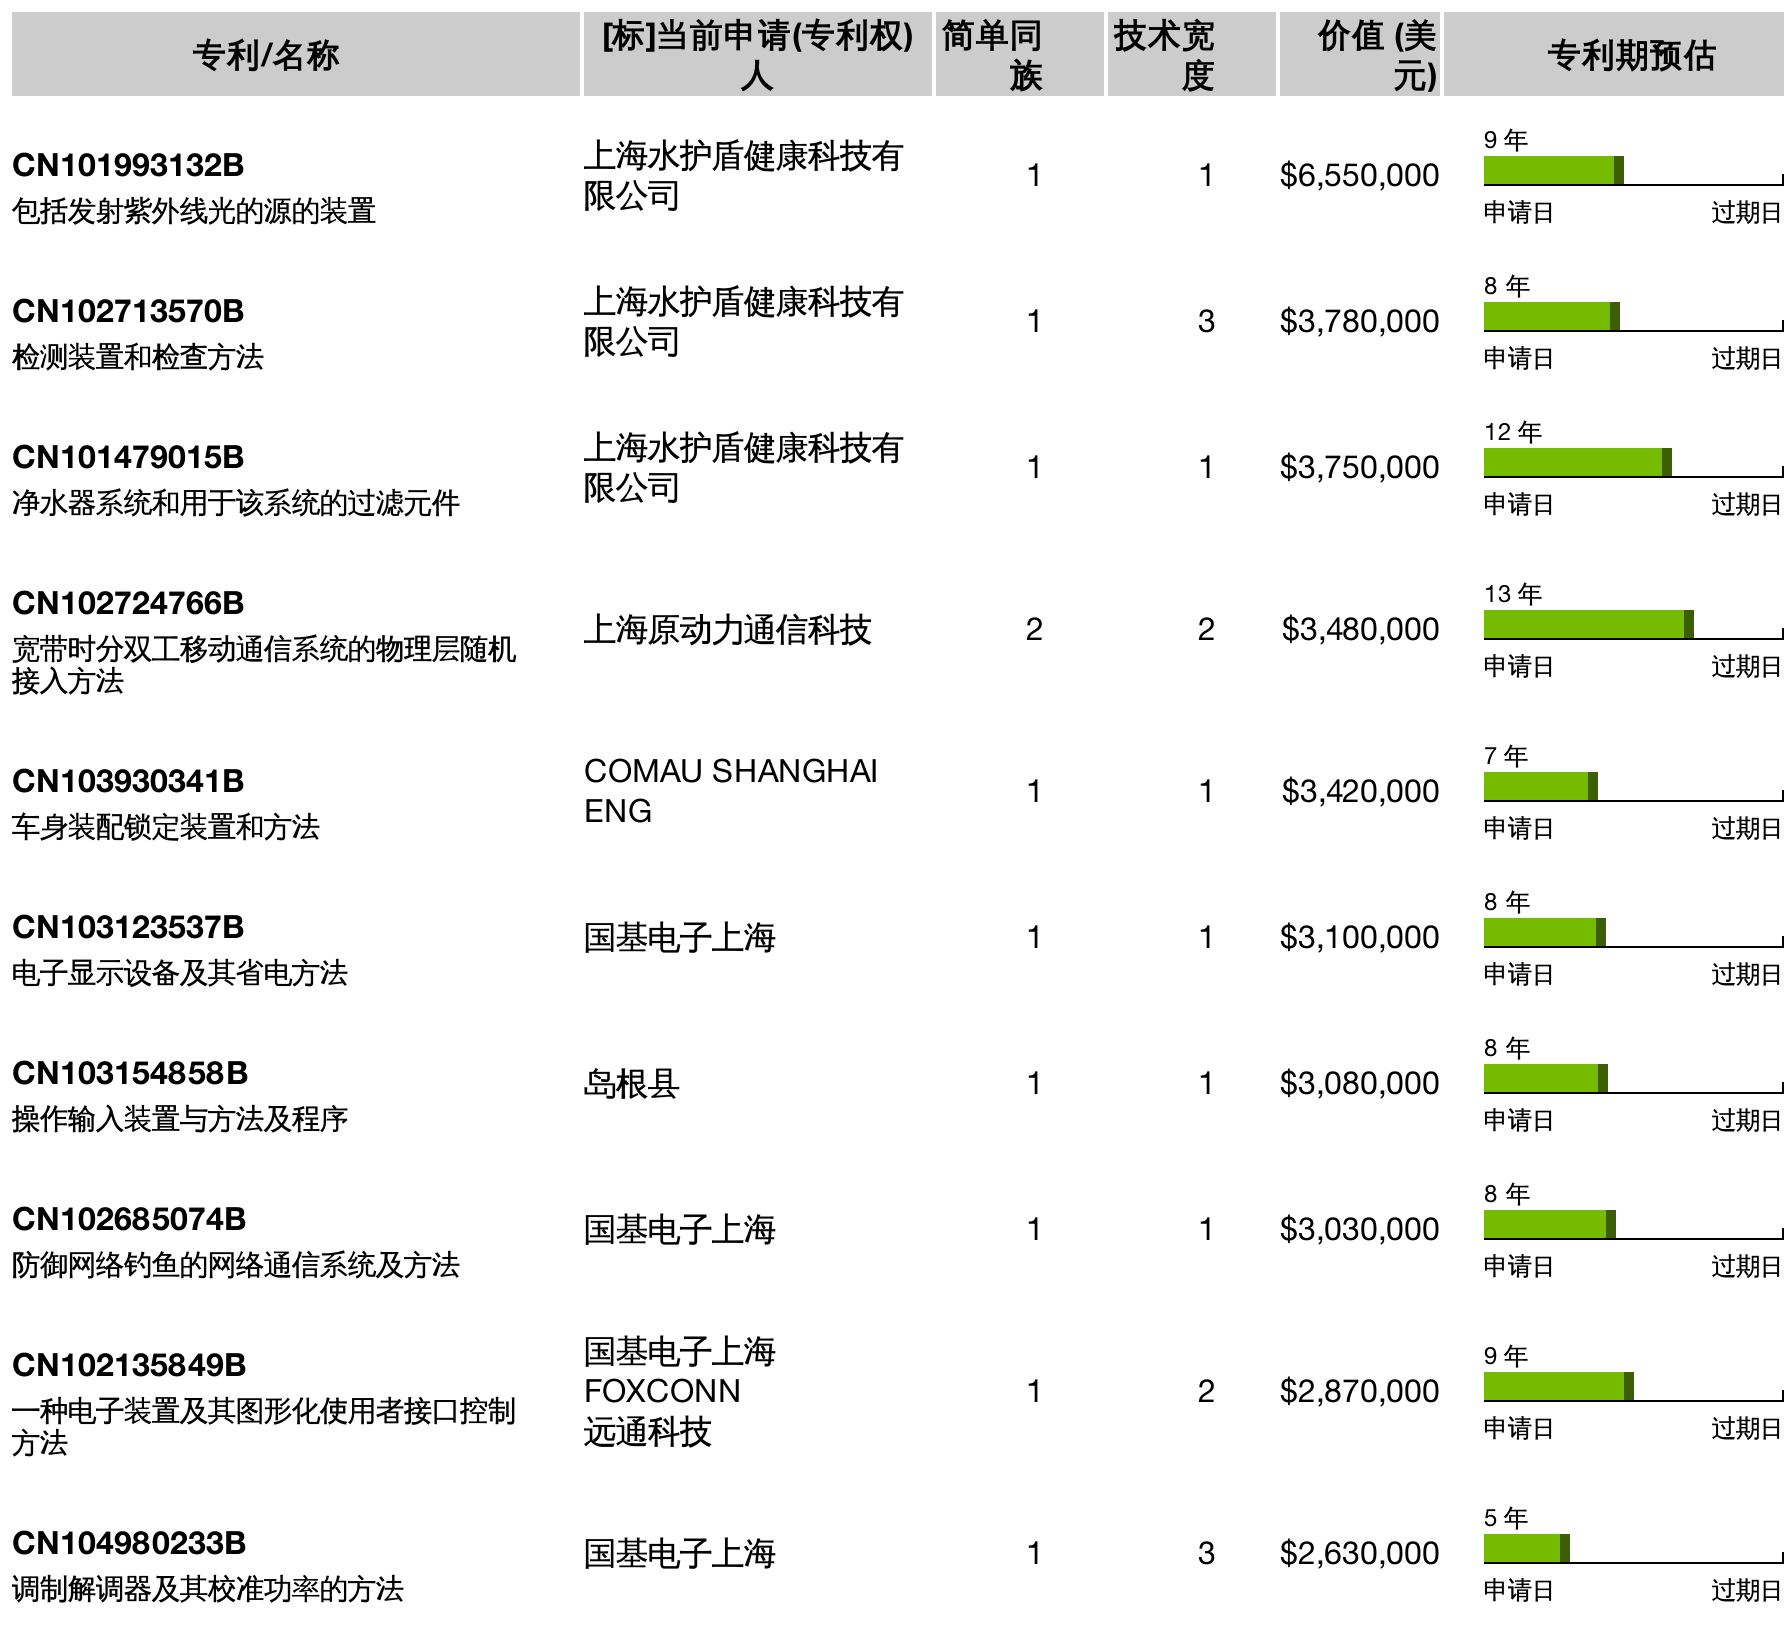 专利/名称
[标]当前申请(专利权)
人
简单同
族
技术宽
度
价值 (美
元)
专利期预估
CN101993132B
包括发射紫外线光的源的装置
上海水护盾健康科技有
限公司
1
1
$6,550,000
9 年
申请日
过期日
CN102713570B
检测装置和检查方法
上海水护盾健康科技有
限公司
1
3
$3,780,000
8 年
申请日
过期日
CN101479015B
净水器系统和用于该系统的过滤元件
上海水护盾健康科技有
限公司
1
1
$3,750,000
12 年
申请日
过期日
CN102724766B
宽带时分双工移动通信系统的物理层随机
接入方法
上海原动力通信科技
2
2
$3,480,000
13 年
申请日
过期日
CN103930341B
车身装配锁定装置和方法
COMAU SHANGHAI
ENG
1
1
$3,420,000
7 年
申请日
过期日
CN103123537B
电子显示设备及其省电方法
国基电子上海
1
1
$3,100,000
8 年
申请日
过期日
CN103154858B
操作输入装置与方法及程序
岛根县
1
1
$3,080,000
8 年
申请日
过期日
CN102685074B
防御网络钓鱼的网络通信系统及方法
国基电子上海
1
1
$3,030,000
8 年
申请日
过期日
CN102135849B
一种电子装置及其图形化使用者接口控制
方法
国基电子上海
FOXCONN
远通科技
1
2
$2,870,000
9 年
申请日
过期日
CN104980233B
调制解调器及其校准功率的方法
国基电子上海
1
3
$2,630,000
5 年
申请日
过期日